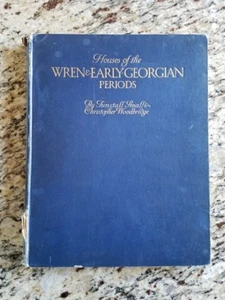 Houses of the
WREN & EARLY GEORGIAN
PERIODS
By Tunstall Small &
Christopher Woodbridge